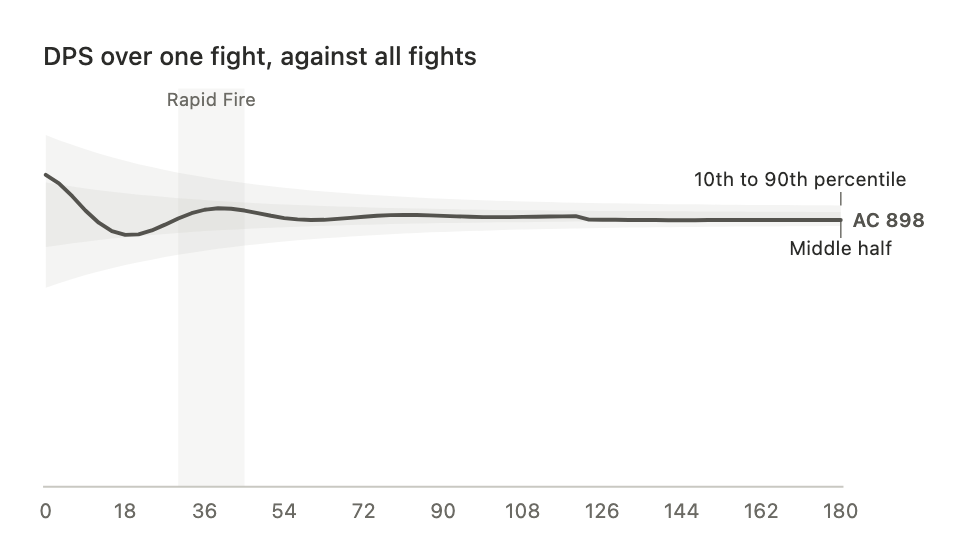 DPS over one fight, against all fights
Rapid Fire
10th to 90th percentile
AC 898
Middle half
0 18 36 54 72 90 108 126 144 162 180